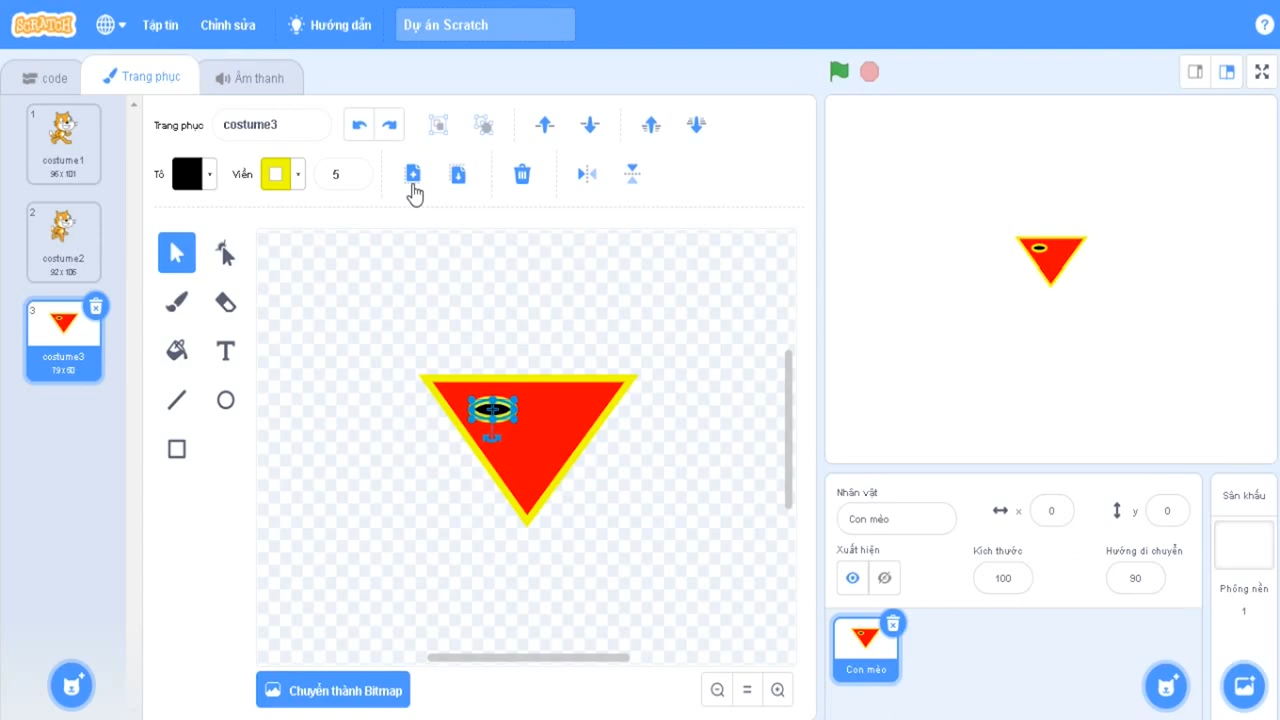 SCRATCH
Tập tin
Chỉnh sửa
Hướng dẫn
Dự án Scratch
?
code
Trang phục
Âm thanh
1
costume1
96 x 101
2
costume2
92 x 106
3
costume3
79 x 60
Trang phục
costume3
Tô
Viền
5
T
Chuyển thành Bitmap
Nhân vật
Con mèo
x
0
y
0
Xuất hiện
Kích thước
100
Hướng di chuyển
90
Con mèo
Sân khấu
Phông nền
1